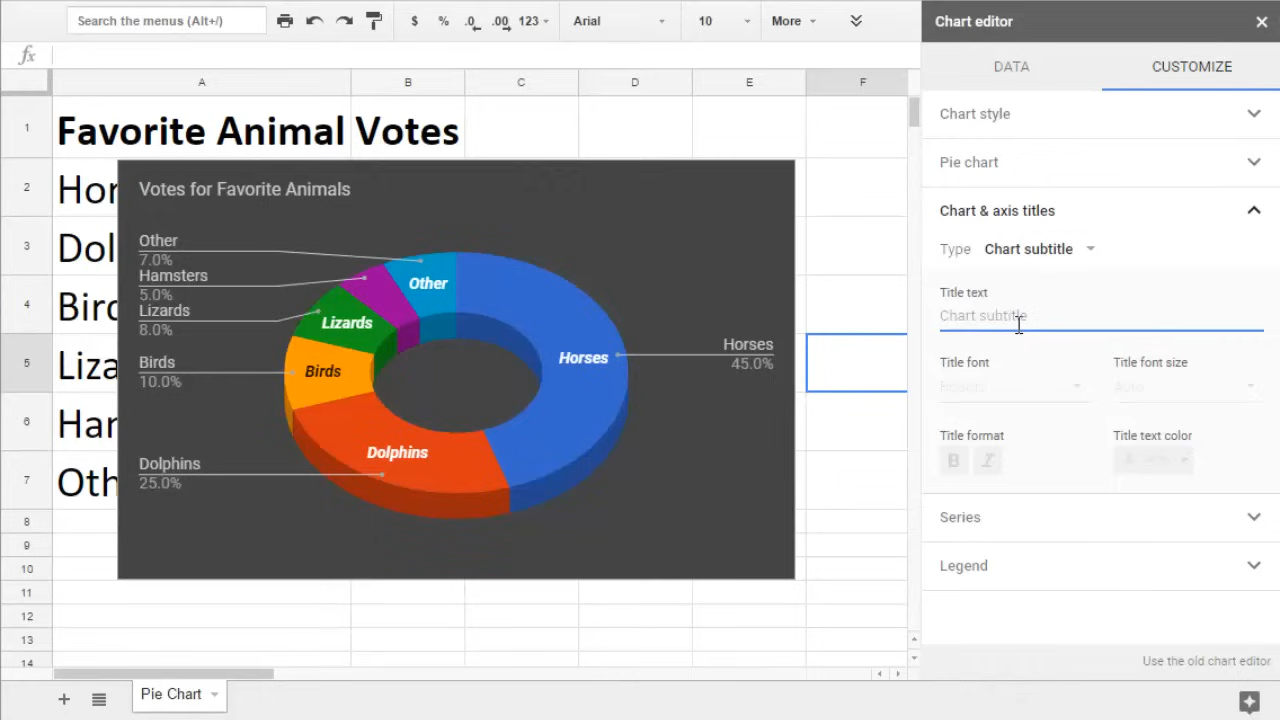 Search the menus (Alt+/)
$ % .0 .00 123 Arial 10 More
Chart editor
fx
DATA CUSTOMIZE
A B C D E F
1 Favorite Animal Votes
2 Hor
3 Dol
4 Bird
5 Liza
6 Har
7 Oth
8
9
10
11
12
13
14
Votes for Favorite Animals
Other
7.0%
Hamsters
5.0%
Lizards
8.0%
Birds
10.0%
Dolphins
25.0%
Horses
45.0%
Other
Lizards
Birds
Dolphins
Horses
Chart style
Pie chart
Chart & axis titles
Type Chart subtitle
Title text
Chart subtitle
Title font Title font size
Roboto Auto
Title format Title text color
B I
Series
Legend
Use the old chart editor
Pie Chart